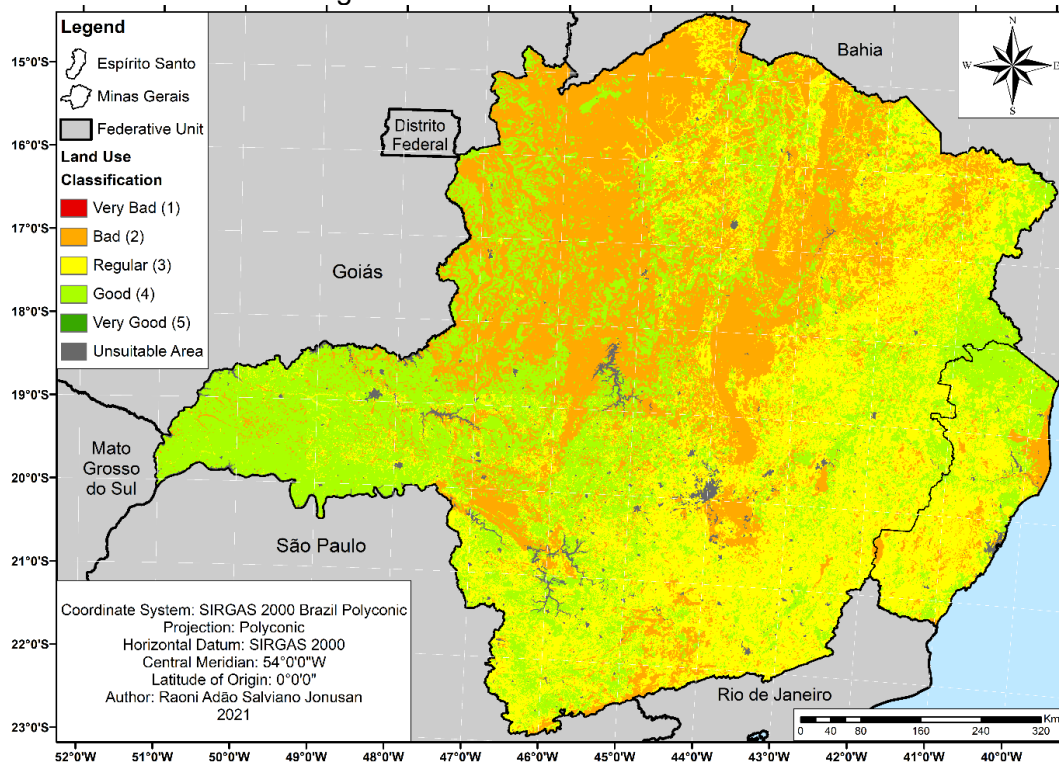 Legend
Espírito Santo
Minas Gerais
Federative Unit
Land Use
Classification
Very Bad (1)
Bad (2)
Regular (3)
Good (4)
Very Good (5)
Unsuitable Area
N
W
E
S
Bahia
Distrito
Federal
Goiás
Mato
Grosso
do Sul
São Paulo
Rio de Janeiro
15°0'S
16°0'S
17°0'S
18°0'S
19°0'S
20°0'S
21°0'S
22°0'S
23°0'S
Coordinate System: SIRGAS 2000 Brazil Polyconic
Projection: Polyconic
Horizontal Datum: SIRGAS 2000
Central Meridian: 54°0'0"W
Latitude of Origin: 0°0'0"
Author: Raoni Adão Salviano Jonusan
2021
Km
0 40 80 160 240 320
52°0'W 51°0'W 50°0'W 49°0'W 48°0'W 47°0'W 46°0'W 45°0'W 44°0'W 43°0'W 42°0'W 41°0'W 40°0'W